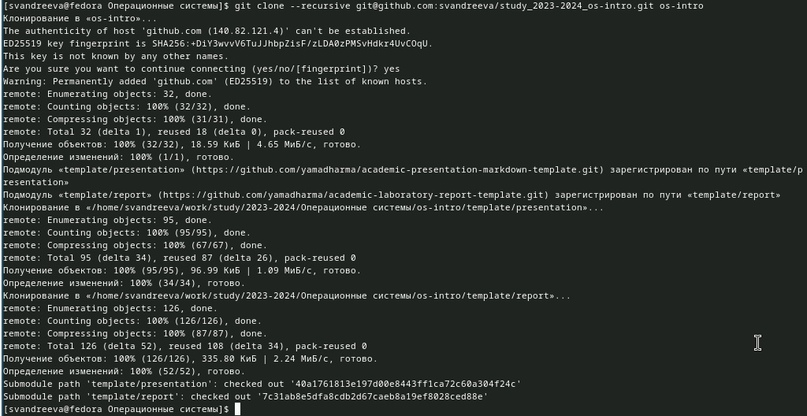 [svandreeva@fedora Операционные системы]$ git clone --recursive git@github.com:svandreeva/study_2023-2024_os-intro.git os-intro
Клонирование в «os-intro»...
The authenticity of host 'github.com (140.82.121.4)' can't be established.
ED25519 key fingerprint is SHA256:+DiY3wvvV6TuJJhbpZisF/zLDA0zPMSvHdkr4UvCOqU.
This key is not known by any other names.
Are you sure you want to continue connecting (yes/no/[fingerprint])? yes
Warning: Permanently added 'github.com' (ED25519) to the list of known hosts.
remote: Enumerating objects: 32, done.
remote: Counting objects: 100% (32/32), done.
remote: Compressing objects: 100% (31/31), done.
remote: Total 32 (delta 1), reused 18 (delta 0), pack-reused 0
Получение объектов: 100% (32/32), 18.59 КиБ | 4.65 МиБ/с, готово.
Определение изменений: 100% (1/1), готово.
Подмодуль «template/presentation» (https://github.com/yamadharma/academic-presentation-markdown-template.git) зарегистрирован по пути «template/p
resentation»
Подмодуль «template/report» (https://github.com/yamadharma/academic-laboratory-report-template.git) зарегистрирован по пути «template/report»
Клонирование в «/home/svandreeva/work/study/2023-2024/Операционные системы/os-intro/template/presentation»...
remote: Enumerating objects: 95, done.
remote: Counting objects: 100% (95/95), done.
remote: Compressing objects: 100% (67/67), done.
remote: Total 95 (delta 34), reused 87 (delta 26), pack-reused 0
Получение объектов: 100% (95/95), 96.99 КиБ | 1.09 МиБ/с, готово.
Определение изменений: 100% (34/34), готово.
Клонирование в «/home/svandreeva/work/study/2023-2024/Операционные системы/os-intro/template/report»...
remote: Enumerating objects: 126, done.
remote: Counting objects: 100% (126/126), done.
remote: Compressing objects: 100% (87/87), done.
remote: Total 126 (delta 52), reused 108 (delta 34), pack-reused 0
Получение объектов: 100% (126/126), 335.80 КиБ | 2.24 МиБ/с, готово.
Определение изменений: 100% (52/52), готово.
Submodule path 'template/presentation': checked out '40a1761813e197d00e8443ff1ca72c60a304f24c'
Submodule path 'template/report': checked out '7c31ab8e5dfa8cdb2d67caeb8a19ef8028ced88e'
[svandreeva@fedora Операционные системы]$